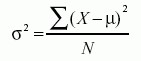 σ² = ∑(X − μ)² / N